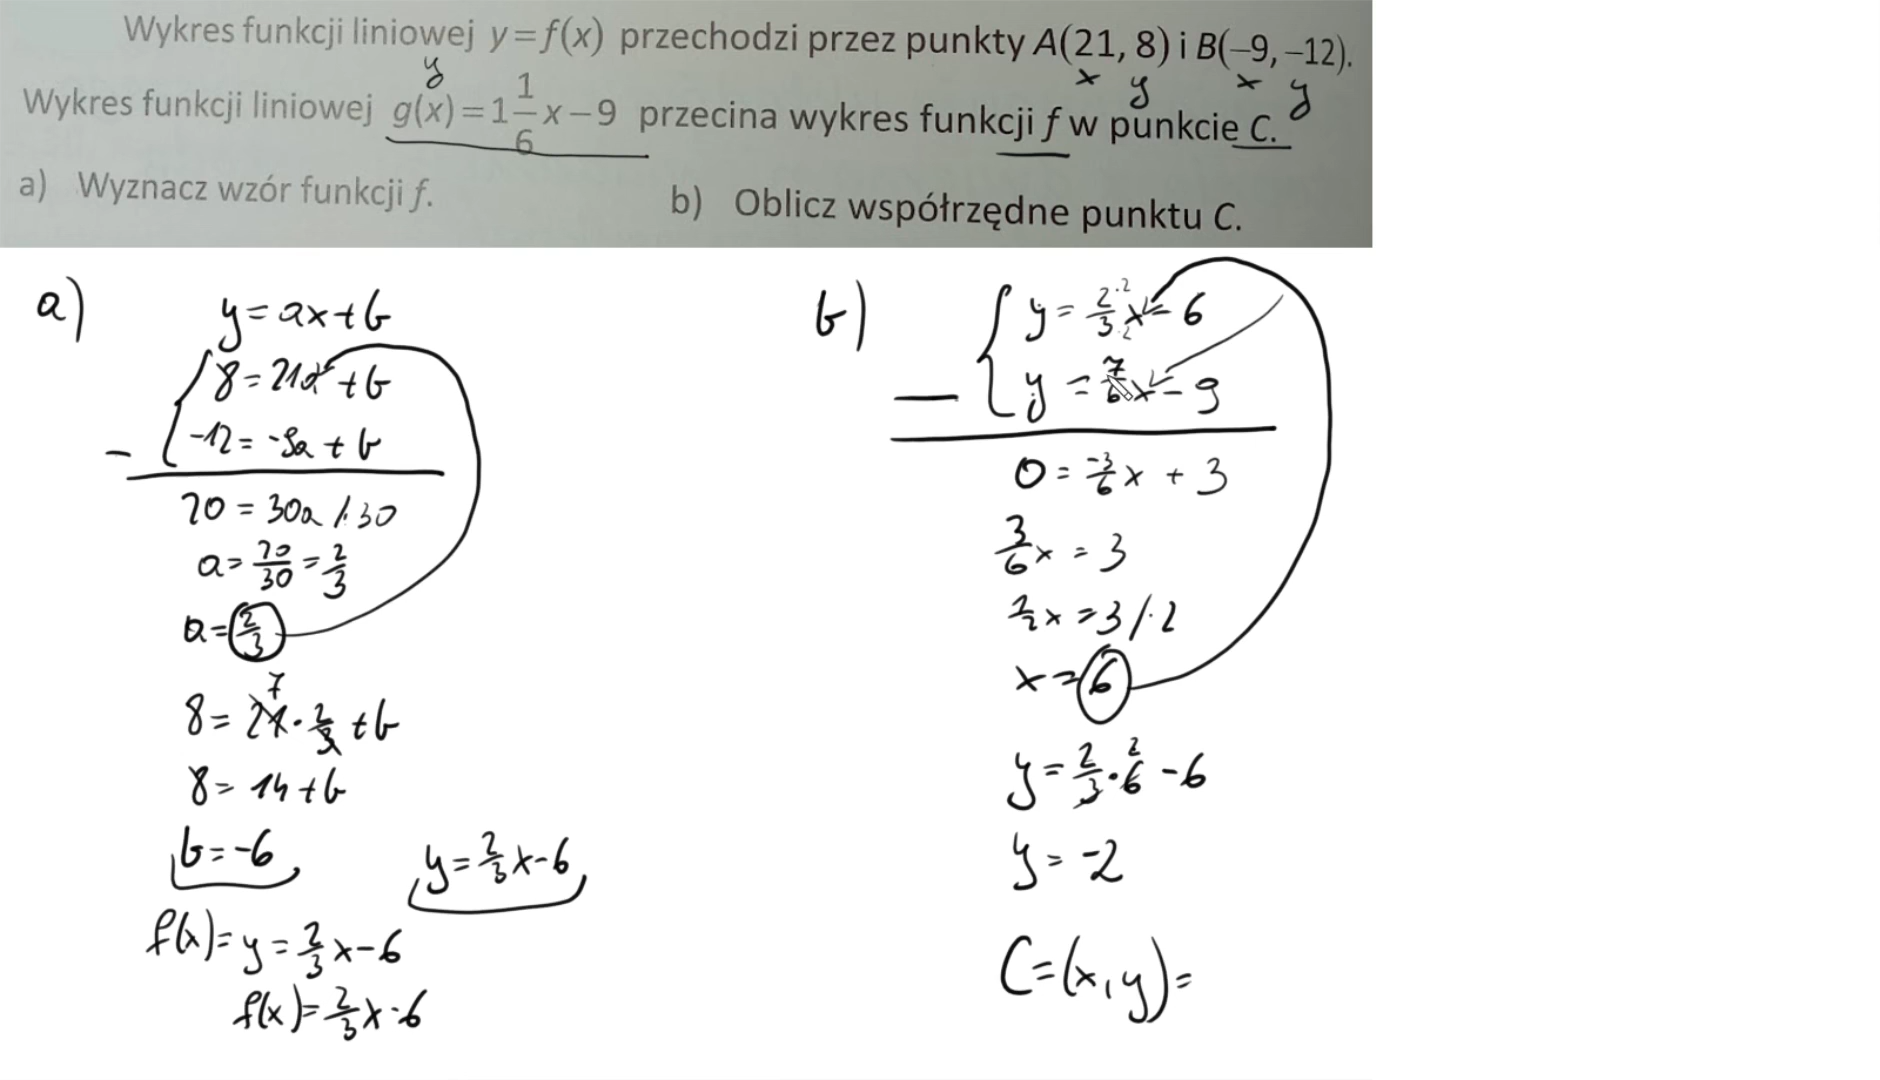 Wykres funkcji liniowej y=f(x) przechodzi przez punkty A(21, 8) i B(–9, –12).
y x y x y
Wykres funkcji liniowej g(x)=1 1/6 x–9 przecina wykres funkcji f w punkcie C.
a) Wyznacz wzór funkcji f. b) Oblicz współrzędne punktu C.
a)
y=ax+b
8=21a+b
-12=-9a+b
-
20=30a /:30
a=20/30=2/3
a=2/3
7
8=21·2/3+b
8=14+b
b=-6
y=2/3x-6
f(x)=y=2/3x-6
f(x)=2/3x-6
b)
·2
y=2/3x-6
·2
y=7/6x-9
-
0=-3/6x+3
3/6x=3
1/2x=3/·2
x=6
2
y=2/3·6-6
y=-2
C=(x,y)=